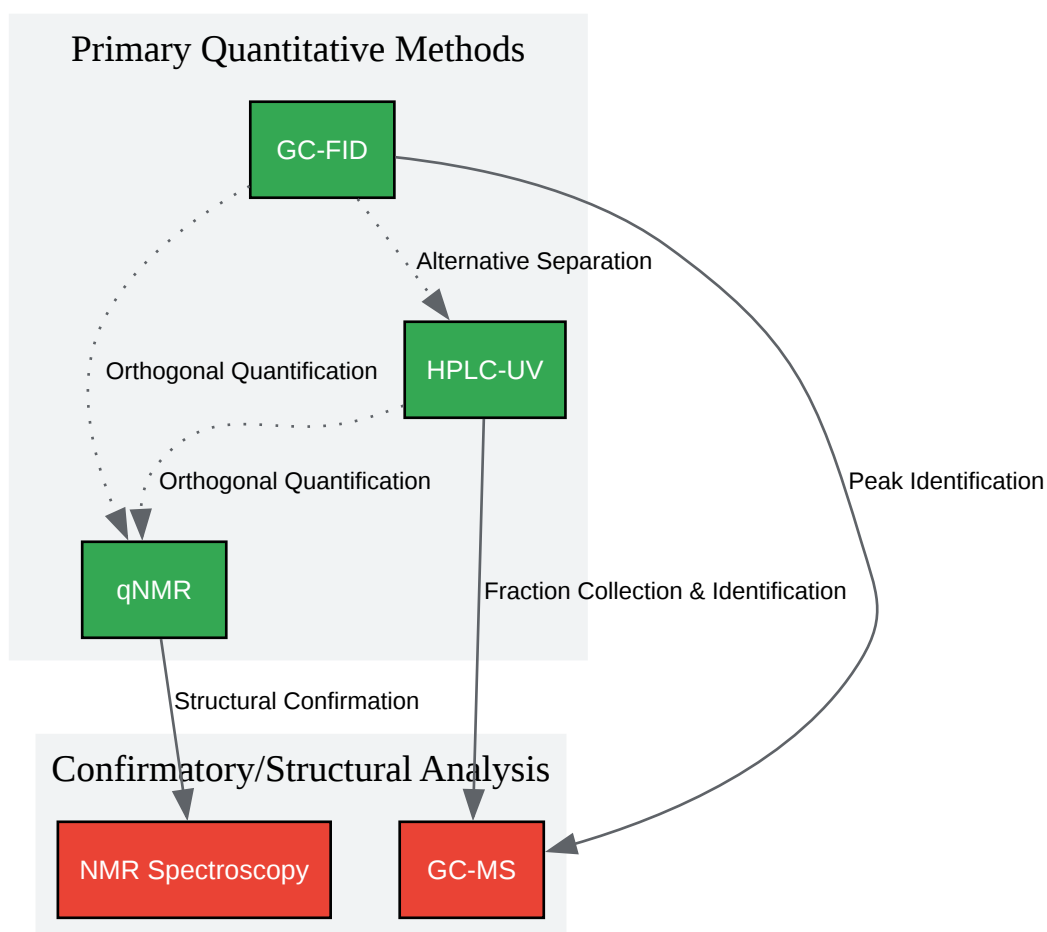 Primary Quantitative Methods
GC-FID
Alternative Separation
Orthogonal Quantification
HPLC-UV
Orthogonal Quantification
Peak Identification
qNMR
Fraction Collection & Identification
Structural Confirmation
Confirmatory/Structural Analysis
NMR Spectroscopy
GC-MS